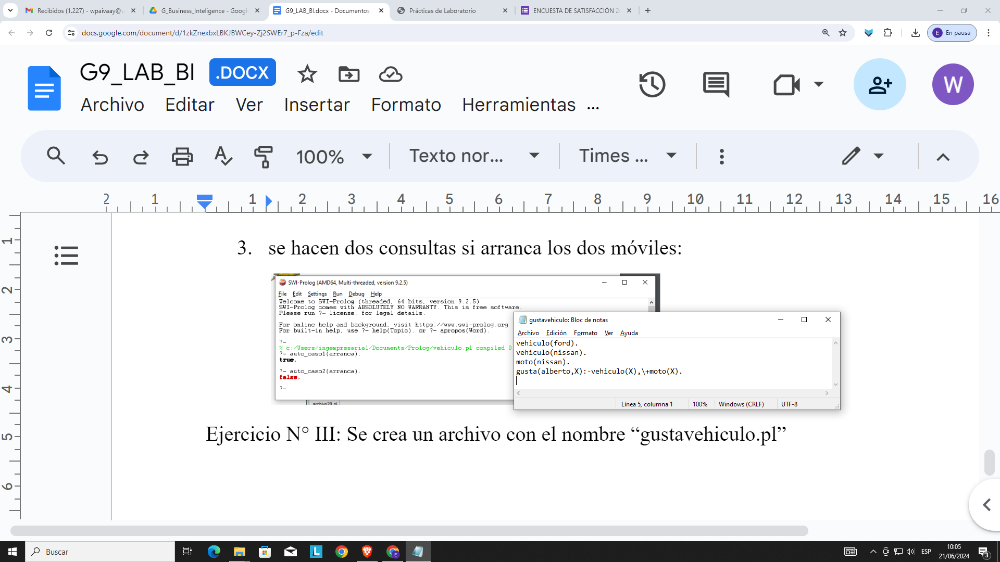 Recibidos (1.227) - wpaivaay@u
G_Business_Inteligence - Google
G9_LAB_BI.docx - Documentos
Prácticas de Laboratorio
ENCUESTA DE SATISFACCIÓN 2
docs.google.com/document/d/1zkZnexbxLBKJBWCey-Zj2SWEr7_p-Fza/edit
E En pausa
G9_LAB_BI .DOCX
W
Archivo Editar Ver Insertar Formato Herramientas ...
100% Texto nor... Times ...
2 1 1 2 3 4 5 6 7 8 9 10 11 12 13 14 15 16
1
2
3
4
5
6
3. se hacen dos consultas si arranca los dos móviles:
SWI-Prolog (AMD64, Multi-threaded, version 9.2.5)
File Edit Settings Run Debug Help
Welcome to SWI-Prolog (threaded, 64 bits, version 9.2.5)
SWI-Prolog comes with ABSOLUTELY NO WARRANTY. This is free software.
Please run ?- license. for legal details.
For online help and background, visit https://www.swi-prolog.org
For built-in help, use ?- help(Topic). or ?- apropos(Word).
?-
% c:/Users/ingempresarial/Documents/Prolog/vehiculo.pl compiled 0
?- auto_caso1(arranca).
true.
?- auto_caso2(arranca).
false.
?-
archivo20.pl
gustavehiculo: Bloc de notas
Archivo Edición Formato Ver Ayuda
vehiculo(ford).
vehiculo(nissan).
moto(nissan).
gusta(alberto,X):-vehiculo(X),\+moto(X).
Línea 5, columna 1 100% Windows (CRLF) UTF-8
Ejercicio N° III: Se crea un archivo con el nombre “gustavehiculo.pl”
Buscar
L
E
ESP
10:05
21/06/2024
3